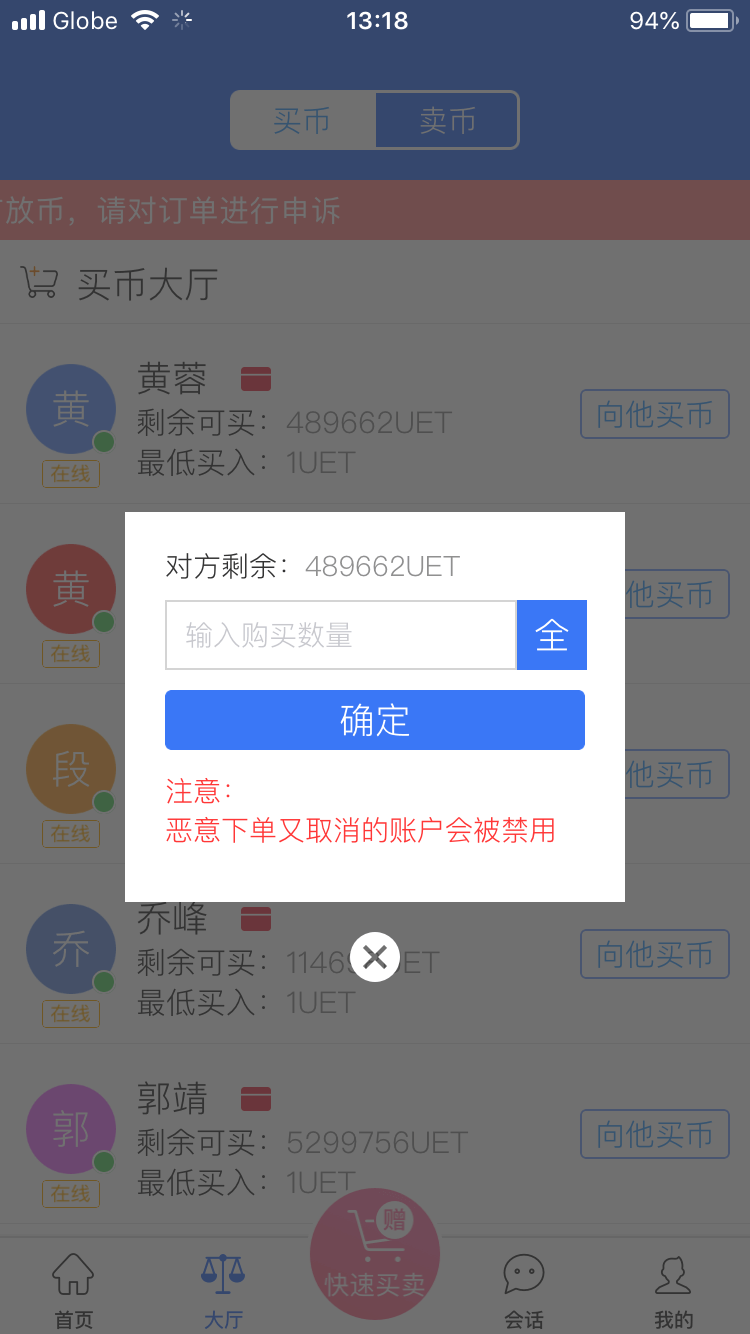 Globe 13:18 94%
买币 卖币
放币，请对订单进行申诉
买币大厅
黄
在线
黄蓉
剩余可买：489662UET
最低买入：1UET
向他买币
黄
在线
他买币
对方剩余：489662UET
输入购买数量 全
确定
注意：
恶意下单又取消的账户会被禁用
段
在线
他买币
乔
在线
乔峰
剩余可买：1146 UET
最低买入：1UET
向他买币
郭
在线
郭靖
剩余可买：5299756UET
最低买入：1UET
向他买币
赠
快速买卖
首页 大厅 会话 我的